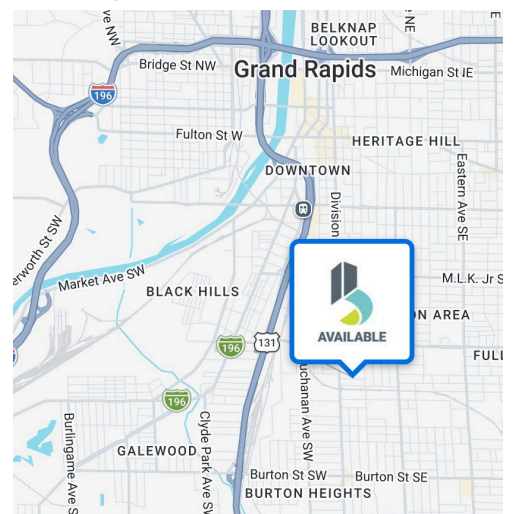 BELKNAP
LOOKOUT
Bridge St NW
Grand Rapids
Michigan St
196
Fulton St W
HERITAGE HILL
DOWNTOWN
Eastern Ave SE
Division
Market Ave SW
M.L.K. Jr S
BLACK HILLS
AVAILABLE
ON AREA
196
131
FULL
196
Buchanan Ave SW
Burlingame Ave S
Clyde Park Ave S
GALEWOOD
Burton St SW
Burton St SE
BURTON HEIGHTS